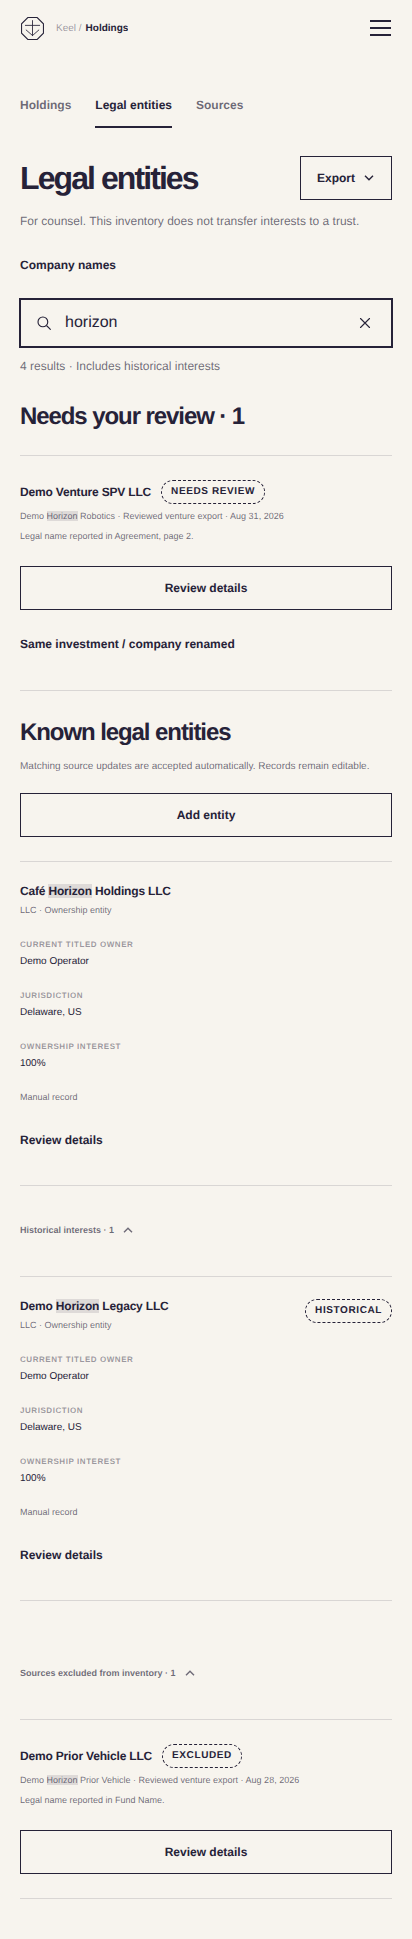 Keel / Holdings
Holdings Legal entities Sources
Legal entities
Export
For counsel. This inventory does not transfer interests to a trust.
Company names
horizon
4 results · Includes historical interests
Needs your review · 1
Demo Venture SPV LLC NEEDS REVIEW
Demo Horizon Robotics · Reviewed venture export · Aug 31, 2026
Legal name reported in Agreement, page 2.
Review details
Same investment / company renamed
Known legal entities
Matching source updates are accepted automatically. Records remain editable.
Add entity
Café Horizon Holdings LLC
LLC · Ownership entity
CURRENT TITLED OWNER
Demo Operator
JURISDICTION
Delaware, US
OWNERSHIP INTEREST
100%
Manual record
Review details
Historical interests · 1
Demo Horizon Legacy LLC HISTORICAL
LLC · Ownership entity
CURRENT TITLED OWNER
Demo Operator
JURISDICTION
Delaware, US
OWNERSHIP INTEREST
100%
Manual record
Review details
Sources excluded from inventory · 1
Demo Prior Vehicle LLC EXCLUDED
Demo Horizon Prior Vehicle · Reviewed venture export · Aug 28, 2026
Legal name reported in Fund Name.
Review details